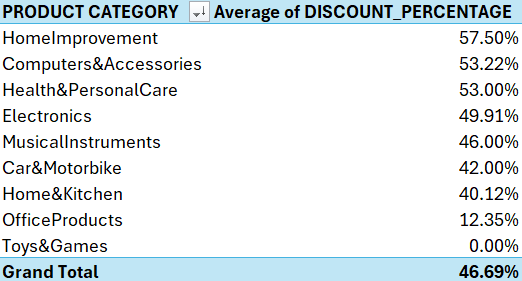 PRODUCT CATEGORY Average of DISCOUNT_PERCENTAGE
HomeImprovement 57.50%
Computers&Accessories 53.22%
Health&PersonalCare 53.00%
Electronics 49.91%
MusicalInstruments 46.00%
Car&Motorbike 42.00%
Home&Kitchen 40.12%
OfficeProducts 12.35%
Toys&Games 0.00%
Grand Total 46.69%